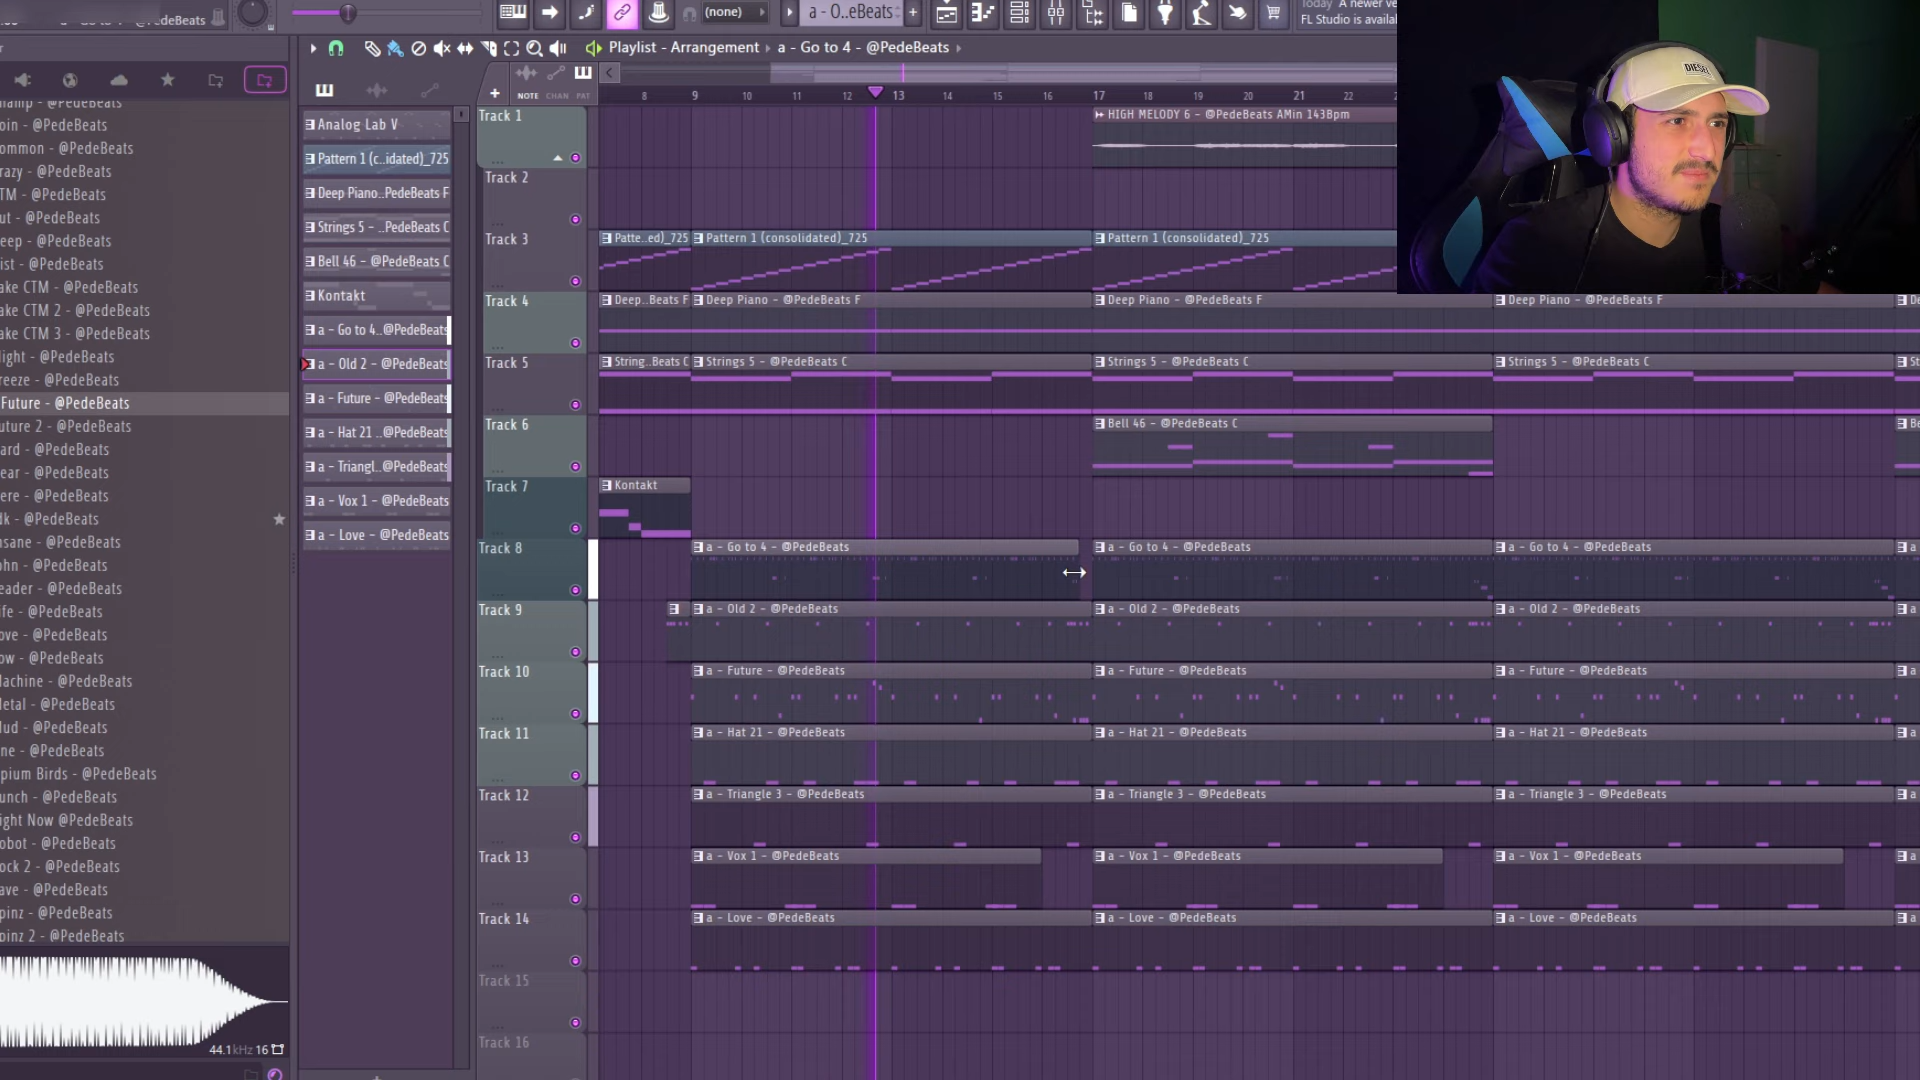 (none)
a - O..eBeats
Today A newer ve
FL Studio is availa
Playlist - Arrangement › a - Go to 4 - @PedeBeats ›
NOTE CHAN PAT
8 9 10 11 12 13 14 15 16 17 18 19 20 21 22
oin - @PedeBeats
ommon - @PedeBeats
razy - @PedeBeats
TM - @PedeBeats
ut - @PedeBeats
eep - @PedeBeats
ist - @PedeBeats
ake CTM - @PedeBeats
ake CTM 2 - @PedeBeats
ake CTM 3 - @PedeBeats
light - @PedeBeats
reeze - @PedeBeats
Future - @PedeBeats
uture 2 - @PedeBeats
ard - @PedeBeats
ear - @PedeBeats
ere - @PedeBeats
dk - @PedeBeats
nsane - @PedeBeats
ohn - @PedeBeats
eader - @PedeBeats
ife - @PedeBeats
ove - @PedeBeats
ow - @PedeBeats
achine - @PedeBeats
etal - @PedeBeats
ud - @PedeBeats
ne - @PedeBeats
pium Birds - @PedeBeats
unch - @PedeBeats
ight Now @PedeBeats
obot - @PedeBeats
ock 2 - @PedeBeats
ave - @PedeBeats
pinz - @PedeBeats
pinz 2 - @PedeBeats
44.1kHz 16
Analog Lab V
Pattern 1 (c..idated)_725
Deep Piano..PedeBeats F
Strings 5 - ..PedeBeats C
Bell 46 - @PedeBeats C
Kontakt
a - Go to 4..@PedeBeats
a - Old 2 - @PedeBeats
a - Future - @PedeBeats
a - Hat 21 ..@PedeBeats
a - Triangl..@PedeBeats
a - Vox 1 - @PedeBeats
a - Love - @PedeBeats
Track 1
HIGH MELODY 6 - @PedeBeats AMin 143Bpm
Track 2
Track 3
Patte..ed)_725 Pattern 1 (consolidated)_725 Pattern 1 (consolidated)_725
Track 4
Deep..Beats F Deep Piano - @PedeBeats F Deep Piano - @PedeBeats F Deep Piano - @PedeBeats F
Track 5
String..Beats C Strings 5 - @PedeBeats C Strings 5 - @PedeBeats C Strings 5 - @PedeBeats C
Track 6
Bell 46 - @PedeBeats C
Track 7
Kontakt
Track 8
a - Go to 4 - @PedeBeats a - Go to 4 - @PedeBeats a - Go to 4 - @PedeBeats a
Track 9
a - Old 2 - @PedeBeats a - Old 2 - @PedeBeats a - Old 2 - @PedeBeats a
Track 10
a - Future - @PedeBeats a - Future - @PedeBeats a - Future - @PedeBeats a
Track 11
a - Hat 21 - @PedeBeats a - Hat 21 - @PedeBeats a - Hat 21 - @PedeBeats a
Track 12
a - Triangle 3 - @PedeBeats a - Triangle 3 - @PedeBeats a - Triangle 3 - @PedeBeats a
Track 13
a - Vox 1 - @PedeBeats a - Vox 1 - @PedeBeats a - Vox 1 - @PedeBeats a
Track 14
a - Love - @PedeBeats a - Love - @PedeBeats a - Love - @PedeBeats a
Track 15
Track 16
DIESEL